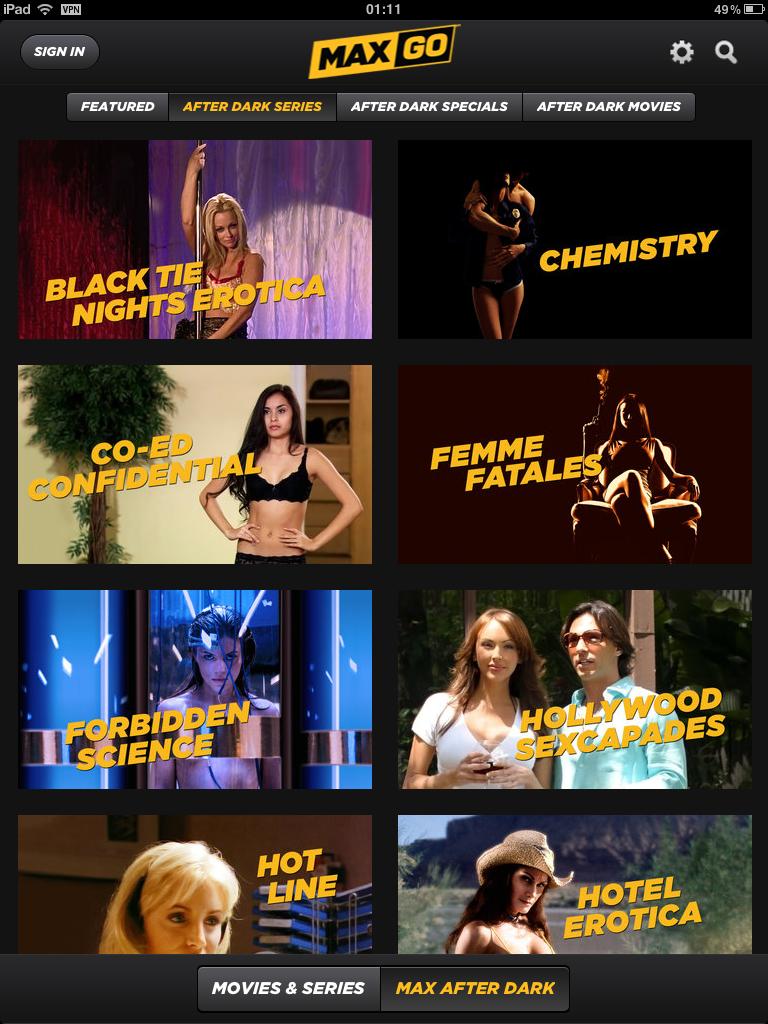 iPad VPN 01:11 49%
SIGN IN
MAX GO
FEATURED AFTER DARK SERIES AFTER DARK SPECIALS AFTER DARK MOVIES
BLACK TIE
NIGHTS EROTICA
CHEMISTRY
CO-ED
CONFIDENTIAL
FEMME
FATALES
FORBIDDEN
SCIENCE
HOLLYWOOD
SEXCAPADES
HOT
LINE
HOTEL
EROTICA
MOVIES & SERIES MAX AFTER DARK